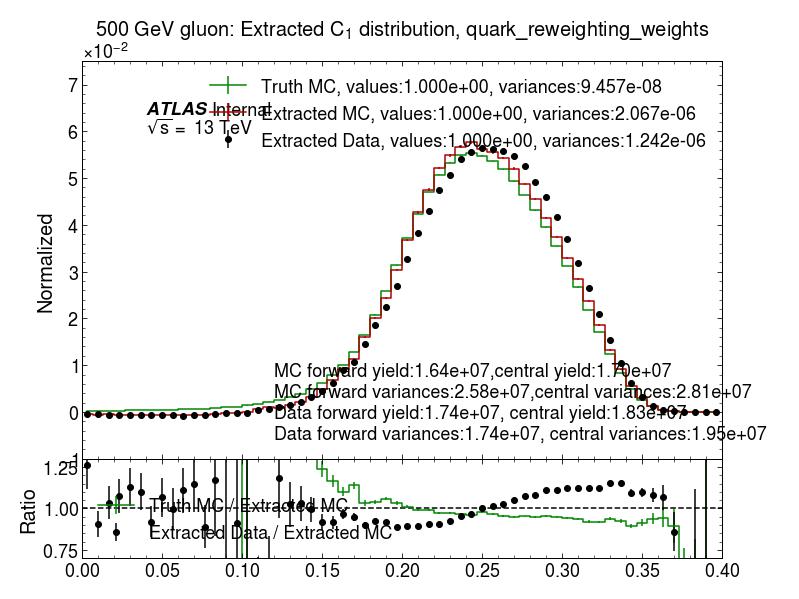 500 GeV gluon: Extracted C1 distribution, quark_reweighting_weights
×10−2
Truth MC, values:1.000e+00, variances:9.457e-08
ATLAS Internal
Extracted MC, values:1.000e+00, variances:2.067e-06
√s = 13 TeV
Extracted Data, values:1.000e+00, variances:1.242e-06
7
6
5
4
3
2
1
0
1
Normalized
MC forward yield:1.64e+07,central yield:1.70e+07
MC forward variances:2.58e+07,central variances:2.81e+07
Data forward yield:1.74e+07, central yield:1.83e+07
Data forward variances:1.74e+07, central variances:1.95e+07
1.25
1.00
0.75
Ratio
Truth MC / Extracted MC
Extracted Data / Extracted MC
0.00 0.05 0.10 0.15 0.20 0.25 0.30 0.35 0.40